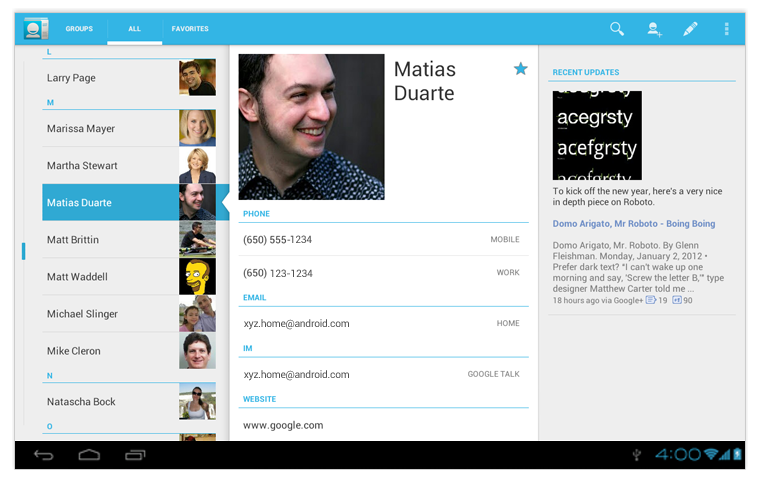 GROUPS
ALL
FAVORITES
L
Larry Page
M
Marissa Mayer
Martha Stewart
Matias Duarte
Matt Brittin
Matt Waddell
Michael Slinger
Mike Cleron
N
Natascha Bock
O
Matias
Duarte
PHONE
(650) 555-1234 MOBILE
(650) 123-1234 WORK
EMAIL
xyz.home@android.com HOME
IM
xyz.home@android.com GOOGLE TALK
WEBSITE
www.google.com
RECENT UPDATES
acegrsty
acegrsty
acefgrsty
acefgrsty
To kick off the new year, here's a very nice
in depth piece on Roboto.
Domo Arigato, Mr Roboto - Boing Boing
Domo Arigato, Mr. Roboto. By Glenn
Fleishman. Monday, January 2, 2012 •
Prefer dark text? "I can't wake up one
morning and say, 'Screw the letter B,'" type
designer Matthew Carter told me ...
18 hours ago via Google+ 19 90
4:00